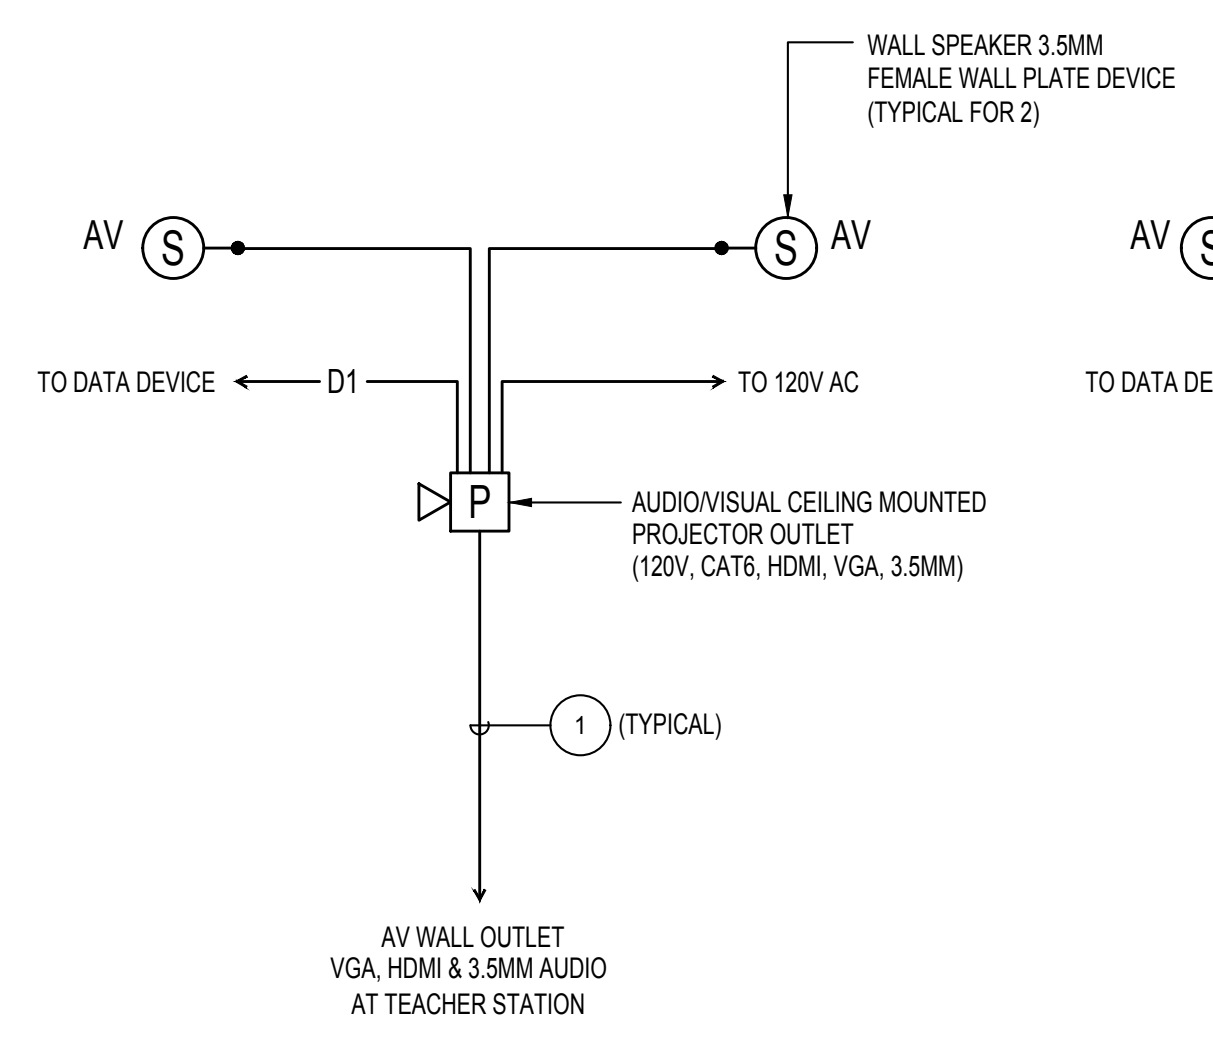 WALL SPEAKER 3.5MM
FEMALE WALL PLATE DEVICE
(TYPICAL FOR 2)
AV S
S AV
AV S
TO DATA DEVICE
D1
TO 120V AC
TO DATA DE
P
AUDIO/VISUAL CEILING MOUNTED
PROJECTOR OUTLET
(120V, CAT6, HDMI, VGA, 3.5MM)
1 (TYPICAL)
AV WALL OUTLET
VGA, HDMI & 3.5MM AUDIO
AT TEACHER STATION